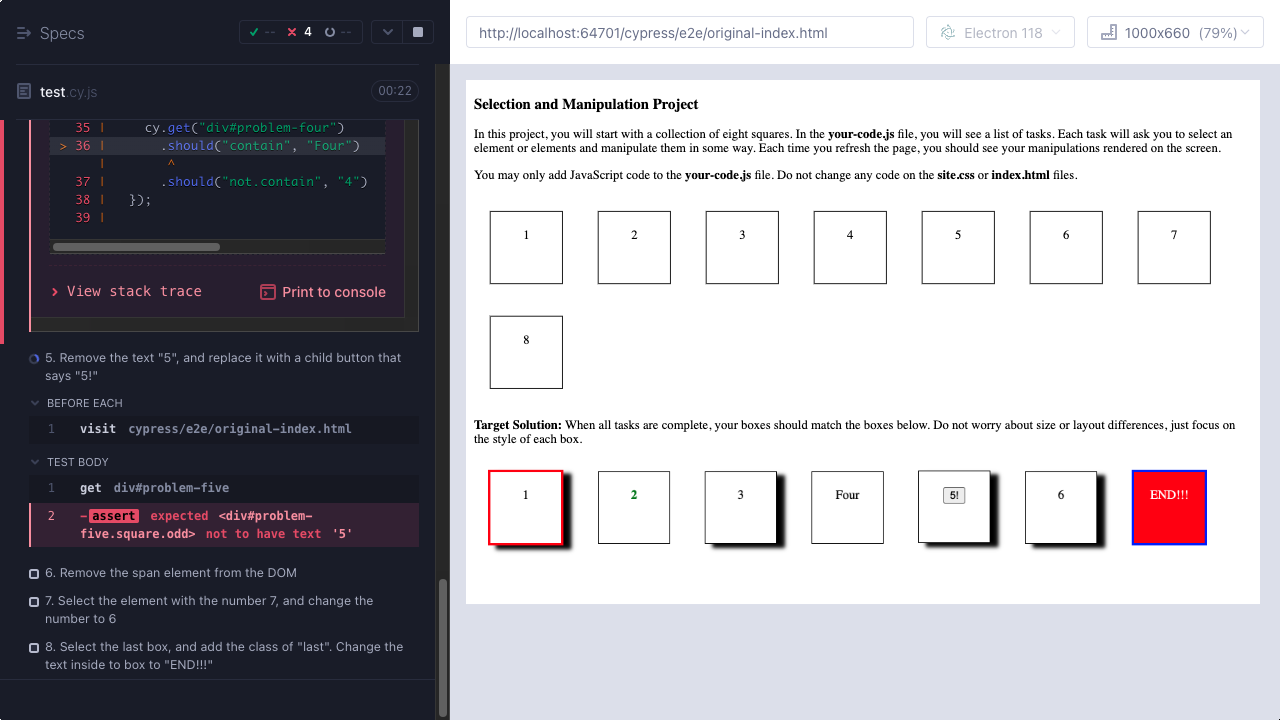 Specs
-- 4 --
test.cy.js
00:22
35 | cy.get("div#problem-four")
> 36 | .should("contain", "Four")
| ^
37 | .should("not.contain", "4")
38 | });
39 |
> View stack trace
Print to console
5. Remove the text "5", and replace it with a child button that
says "5!"
BEFORE EACH
1 visit cypress/e2e/original-index.html
TEST BODY
1 get div#problem-five
2 -assert expected <div#problem-
five.square.odd> not to have text '5'
6. Remove the span element from the DOM
7. Select the element with the number 7, and change the
number to 6
8. Select the last box, and add the class of "last". Change the
text inside to box to "END!!!"
http://localhost:64701/cypress/e2e/original-index.html
Electron 118
1000x660 (79%)
Selection and Manipulation Project
In this project, you will start with a collection of eight squares. In the your-code.js file, you will see a list of tasks. Each task will ask you to select an
element or elements and manipulate them in some way. Each time you refresh the page, you should see your manipulations rendered on the screen.
You may only add JavaScript code to the your-code.js file. Do not change any code on the site.css or index.html files.
1 2 3 4 5 6 7
8
Target Solution: When all tasks are complete, your boxes should match the boxes below. Do not worry about size or layout differences, just focus on
the style of each box.
1 2 3 Four 5! 6 END!!!